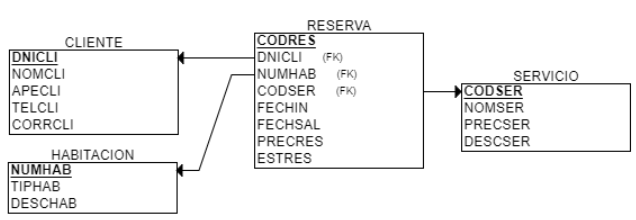 CLIENTE
DNICLI
NOMCLI
APECLI
TELCLI
CORRCLI
HABITACION
NUMHAB
TIPHAB
DESCHAB
RESERVA
CODRES
DNICLI (FK)
NUMHAB (FK)
CODSER (FK)
FECHIN
FECHSAL
PRECRES
ESTRES
SERVICIO
CODSER
NOMSER
PRECSER
DESCSER